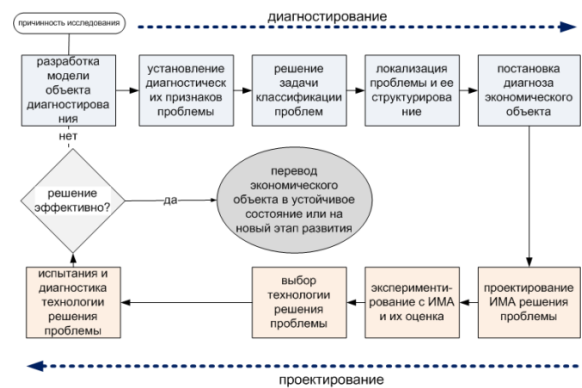 диагностирование
причинность исследования
разработка
модели
объекта
диагностирова
ния
установление
диагностическ
их признаков
проблемы
решение
задачи
классификации
проблем
локализация
проблемы и ее
структурирова
ние
постановка
диагноза
экономического
объекта
нет
решение
эффективно?
да
перевод
экономического
объекта в устойчивое
состояние или на
новый этап развития
испытания и
диагностика
технологии
решения
проблемы
выбор
технологии
решения
проблемы
эксперименти-
рование с ИМА
и их оценка
проектирование
ИМА решения
проблемы
проектирование